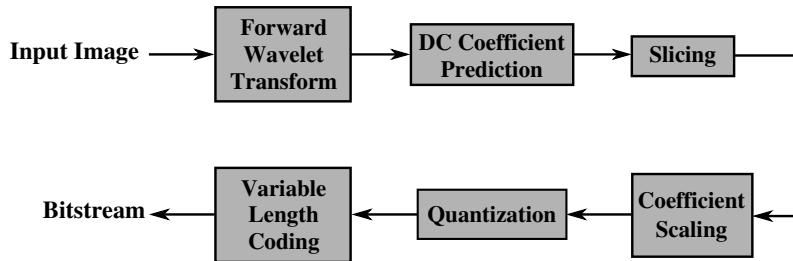 Input Image
Forward
Wavelet
Transform
DC Coefficient
Prediction
Slicing
Coefficient
Scaling
Quantization
Variable
Length
Coding
Bitstream